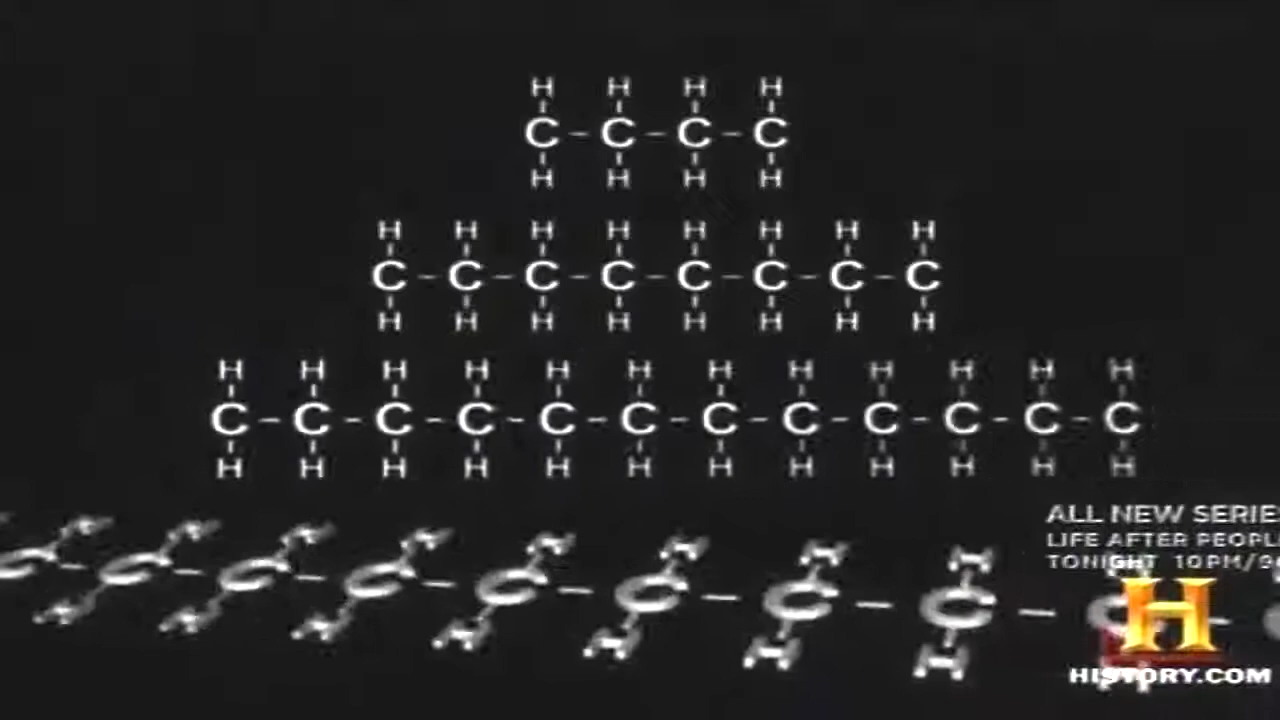 H H H H
C - C - C - C
H H H H
H H H H H H H H
C - C - C - C - C - C - C - C
H H H H H H H H
H H H H H H H H H H H H
C - C - C - C - C - C - C - C - C - C - C - C
H H H H H H H H H H H H
H H H H H H H H
C - C - C - C - C - C - C - C - C
H H H H H H H H
ALL NEW SERIE
LIFE AFTER PEOPL
TONIGHT 10PM/9
H
HISTORY.COM